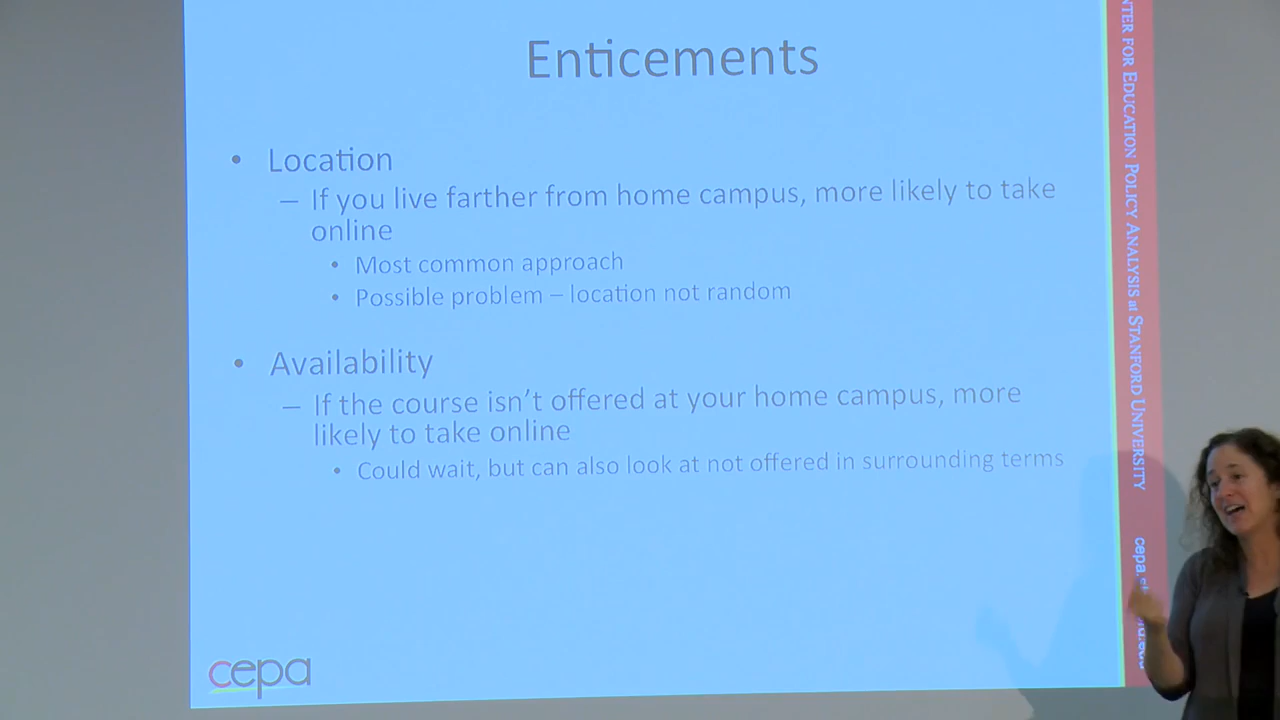 Enticements
• Location
– If you live farther from home campus, more likely to take
online
• Most common approach
• Possible problem – location not random
• Availability
– If the course isn't offered at your home campus, more
likely to take online
• Could wait, but can also look at not offered in surrounding terms
cepa
FOR EDUCATION POLICY ANALYSIS at STANFORD UNIVERSITY